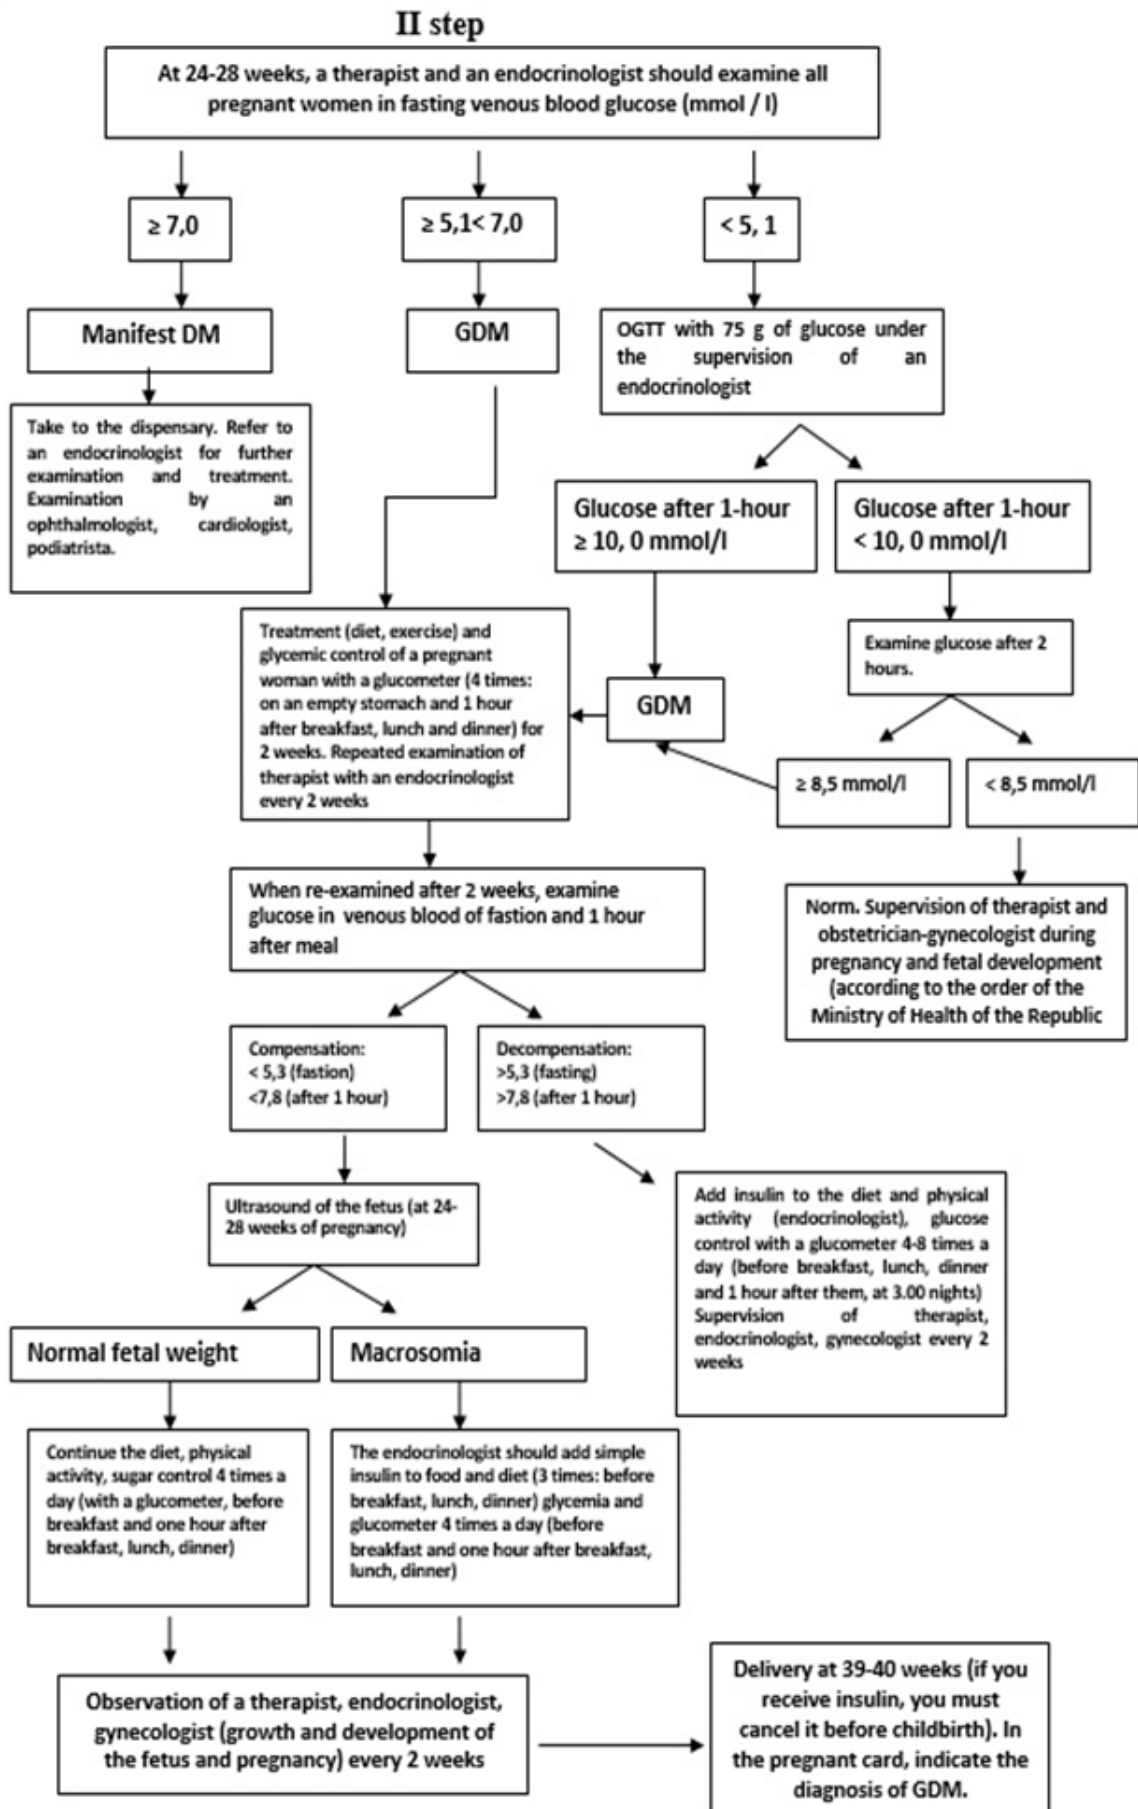 II step
At 24-28 weeks, a therapist and an endocrinologist should examine all
pregnant women in fasting venous blood glucose (mmol / l)
≥ 7,0
≥ 5,1< 7,0
< 5, 1
Manifest DM
GDM
OGTT with 75 g of glucose under
the supervision of an
endocrinologist
Take to the dispensary. Refer to
an endocrinologist for further
examination and treatment.
Examination by an
ophthalmologist, cardiologist,
podiatrista.
Glucose after 1-hour
≥ 10, 0 mmol/l
Glucose after 1-hour
< 10, 0 mmol/l
Treatment (diet, exercise) and
glycemic control of a pregnant
woman with a glucometer (4 times:
on an empty stomach and 1 hour
after breakfast, lunch and dinner) for
2 weeks. Repeated examination of
therapist with an endocrinologist
every 2 weeks
GDM
Examine glucose after 2
hours.
≥ 8,5 mmol/l
< 8,5 mmol/l
When re-examined after 2 weeks, examine
glucose in venous blood of fastion and 1 hour
after meal
Norm. Supervision of therapist and
obstetrician-gynecologist during
pregnancy and fetal development
(according to the order of the
Ministry of Health of the Republic
Compensation:
< 5,3 (fastion)
<7,8 (after 1 hour)
Decompensation:
>5,3 (fasting)
>7,8 (after 1 hour)
Ultrasound of the fetus (at 24-
28 weeks of pregnancy)
Add insulin to the diet and physical
activity (endocrinologist), glucose
control with a glucometer 4-8 times a
day (before breakfast, lunch, dinner
and 1 hour after them, at 3.00 nights)
Supervision of therapist,
endocrinologist, gynecologist every 2
weeks
Normal fetal weight
Macrosomia
Continue the diet, physical
activity, sugar control 4 times a
day (with a glucometer, before
breakfast and one hour after
breakfast, lunch, dinner)
The endocrinologist should add simple
insulin to food and diet (3 times: before
breakfast, lunch, dinner) glycemia and
glucometer 4 times a day (before
breakfast and one hour after breakfast,
lunch, dinner)
Observation of a therapist, endocrinologist,
gynecologist (growth and development of
the fetus and pregnancy) every 2 weeks
Delivery at 39-40 weeks (if you
receive insulin, you must
cancel it before childbirth). In
the pregnant card, indicate the
diagnosis of GDM.